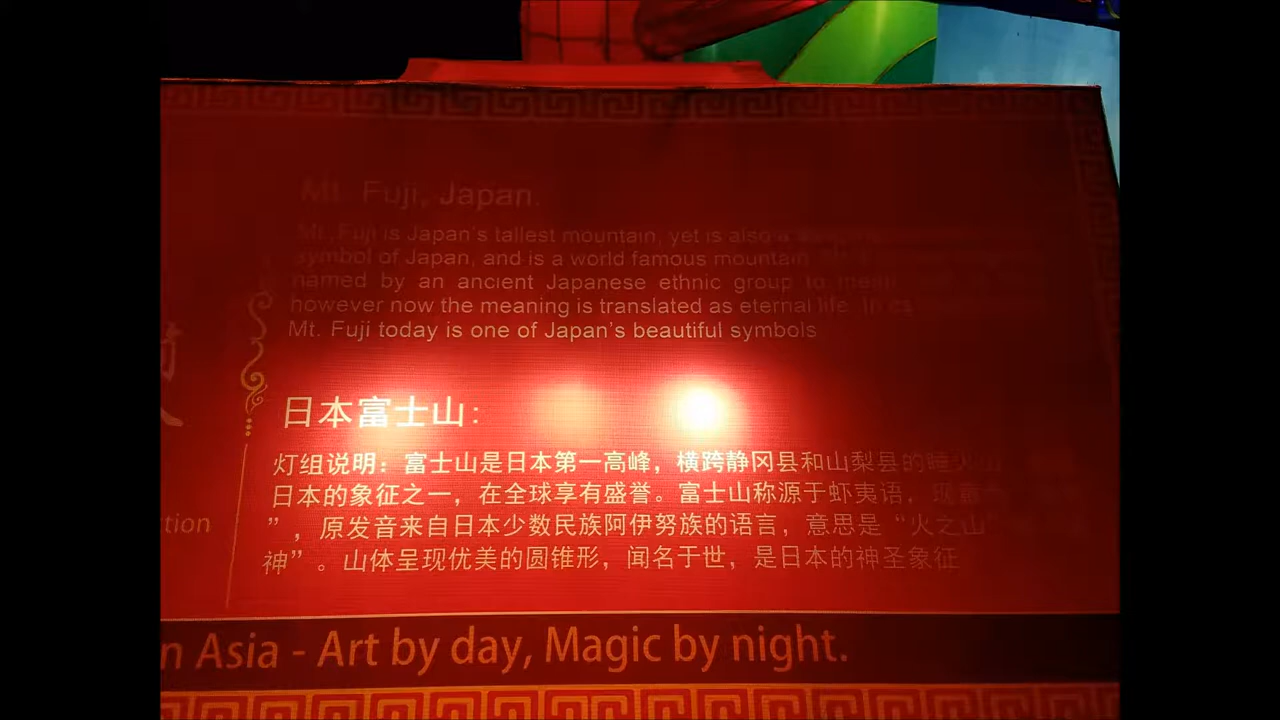 Mt. Fuji, Japan.
Mt. Fuji is Japan's tallest mountain, yet is also a
symbol of Japan, and is a world famous mountain.
named by an ancient Japanese ethnic group to mean
however now the meaning is translated as eternal life. In
Mt. Fuji today is one of Japan's beautiful symbols
日本富士山:
灯组说明: 富士山是日本第一高峰，横跨静冈县和山梨县的睡火山
日本的象征之一，在全球享有盛誉。富士山称源于虾夷语，现
”，原发音来自日本少数民族阿伊努族的语言，意思是“火之山
神”。山体呈现优美的圆锥形，闻名于世，是日本的神圣象征
tion
n Asia - Art by day, Magic by night.